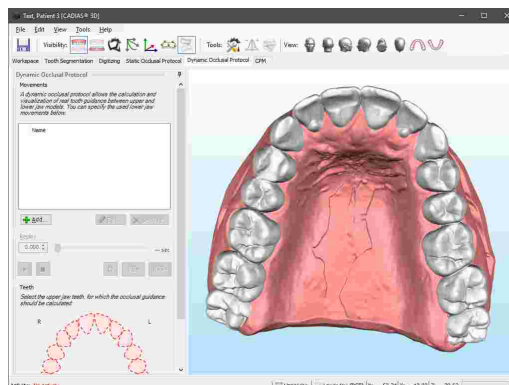 Test, Patient 3 [CADIAS® 3D]
File Edit View Tools Help
Visibility: Tools: View:
Workspace Tooth Segmentation Digitizing Static Occlusal Protocol Dynamic Occlusal Protocol CPM
Dynamic Occlusal Protocol
Movements
A dynamic occlusal protocol allows the calculation and
visualization of real tooth guidance between upper and
lower jaw models. You can specify the used lower jaw
movements below.
Name
Add...
Replay
0.000
--- sec
Teeth
Select the upper jaw teeth, for which the occlusal guidance
should be calculated:
R L